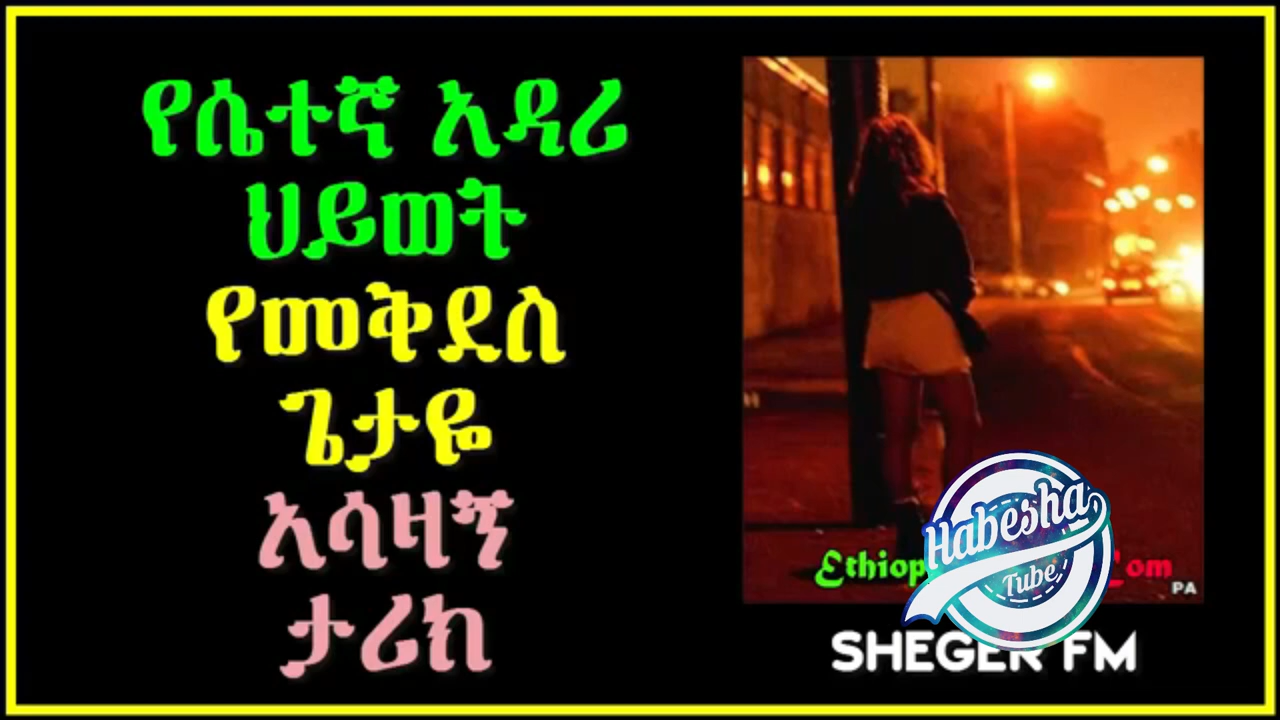 የሴተኛ አዳሪ
ህይወት
የመቅደስ
ጌታዬ
አሳዛኝ
ታሪክ
Habesha
Tube
PA
SHEGER FM